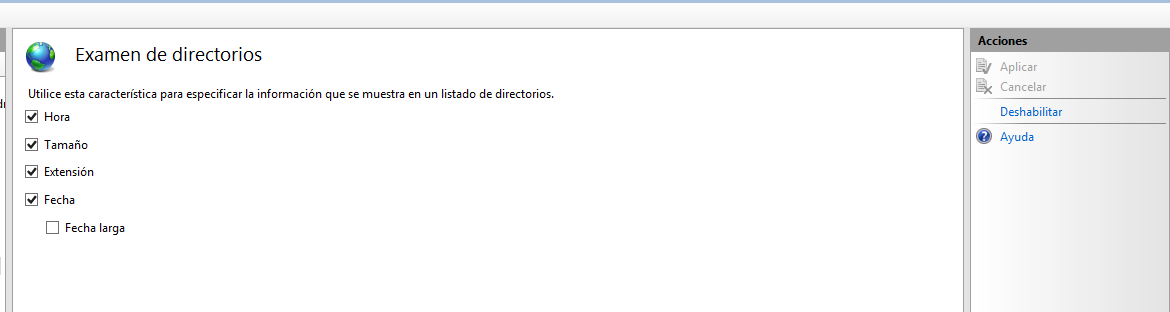 Examen de directorios
Utilice esta característica para especificar la información que se muestra en un listado de directorios.
Hora
Tamaño
Extensión
Fecha
Fecha larga
Acciones
Aplicar
Cancelar
Deshabilitar
Ayuda